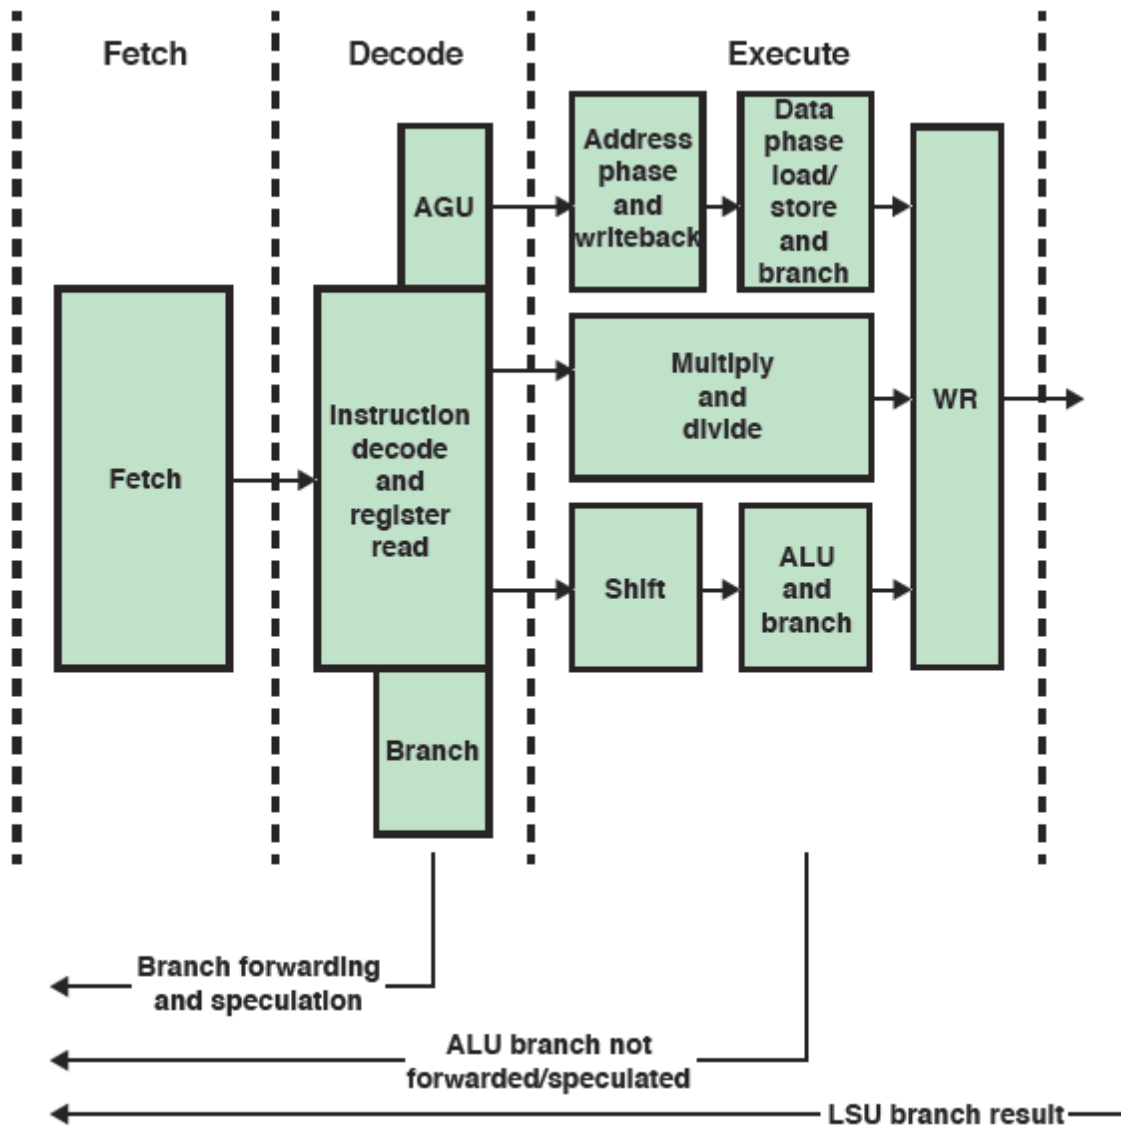 Fetch
Decode
Execute
AGU
Address
phase
and
writeback
Data
phase
load/
store
and
branch
Fetch
Instruction
decode
and
register
read
Multiply
and
divide
WR
Shift
ALU
and
branch
Branch
Branch forwarding
and speculation
ALU branch not
forwarded/speculated
LSU branch result